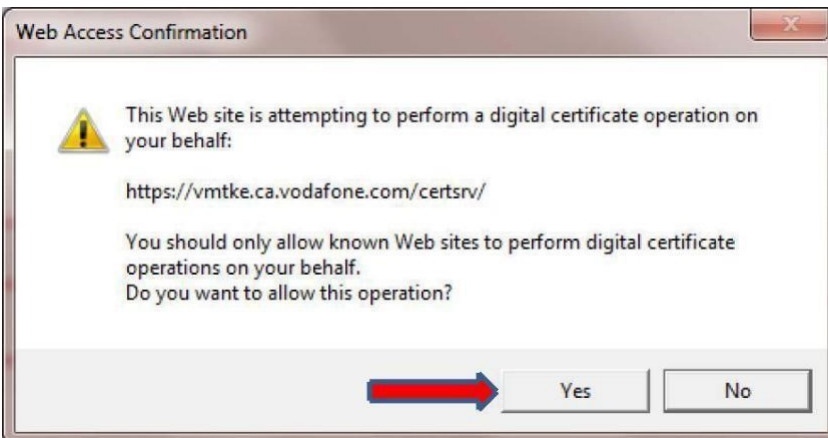 Web Access Confirmation
This Web site is attempting to perform a digital certificate operation on
your behalf:
https://vmtke.ca.vodafone.com/certsrv/
You should only allow known Web sites to perform digital certificate
operations on your behalf.
Do you want to allow this operation?
Yes No